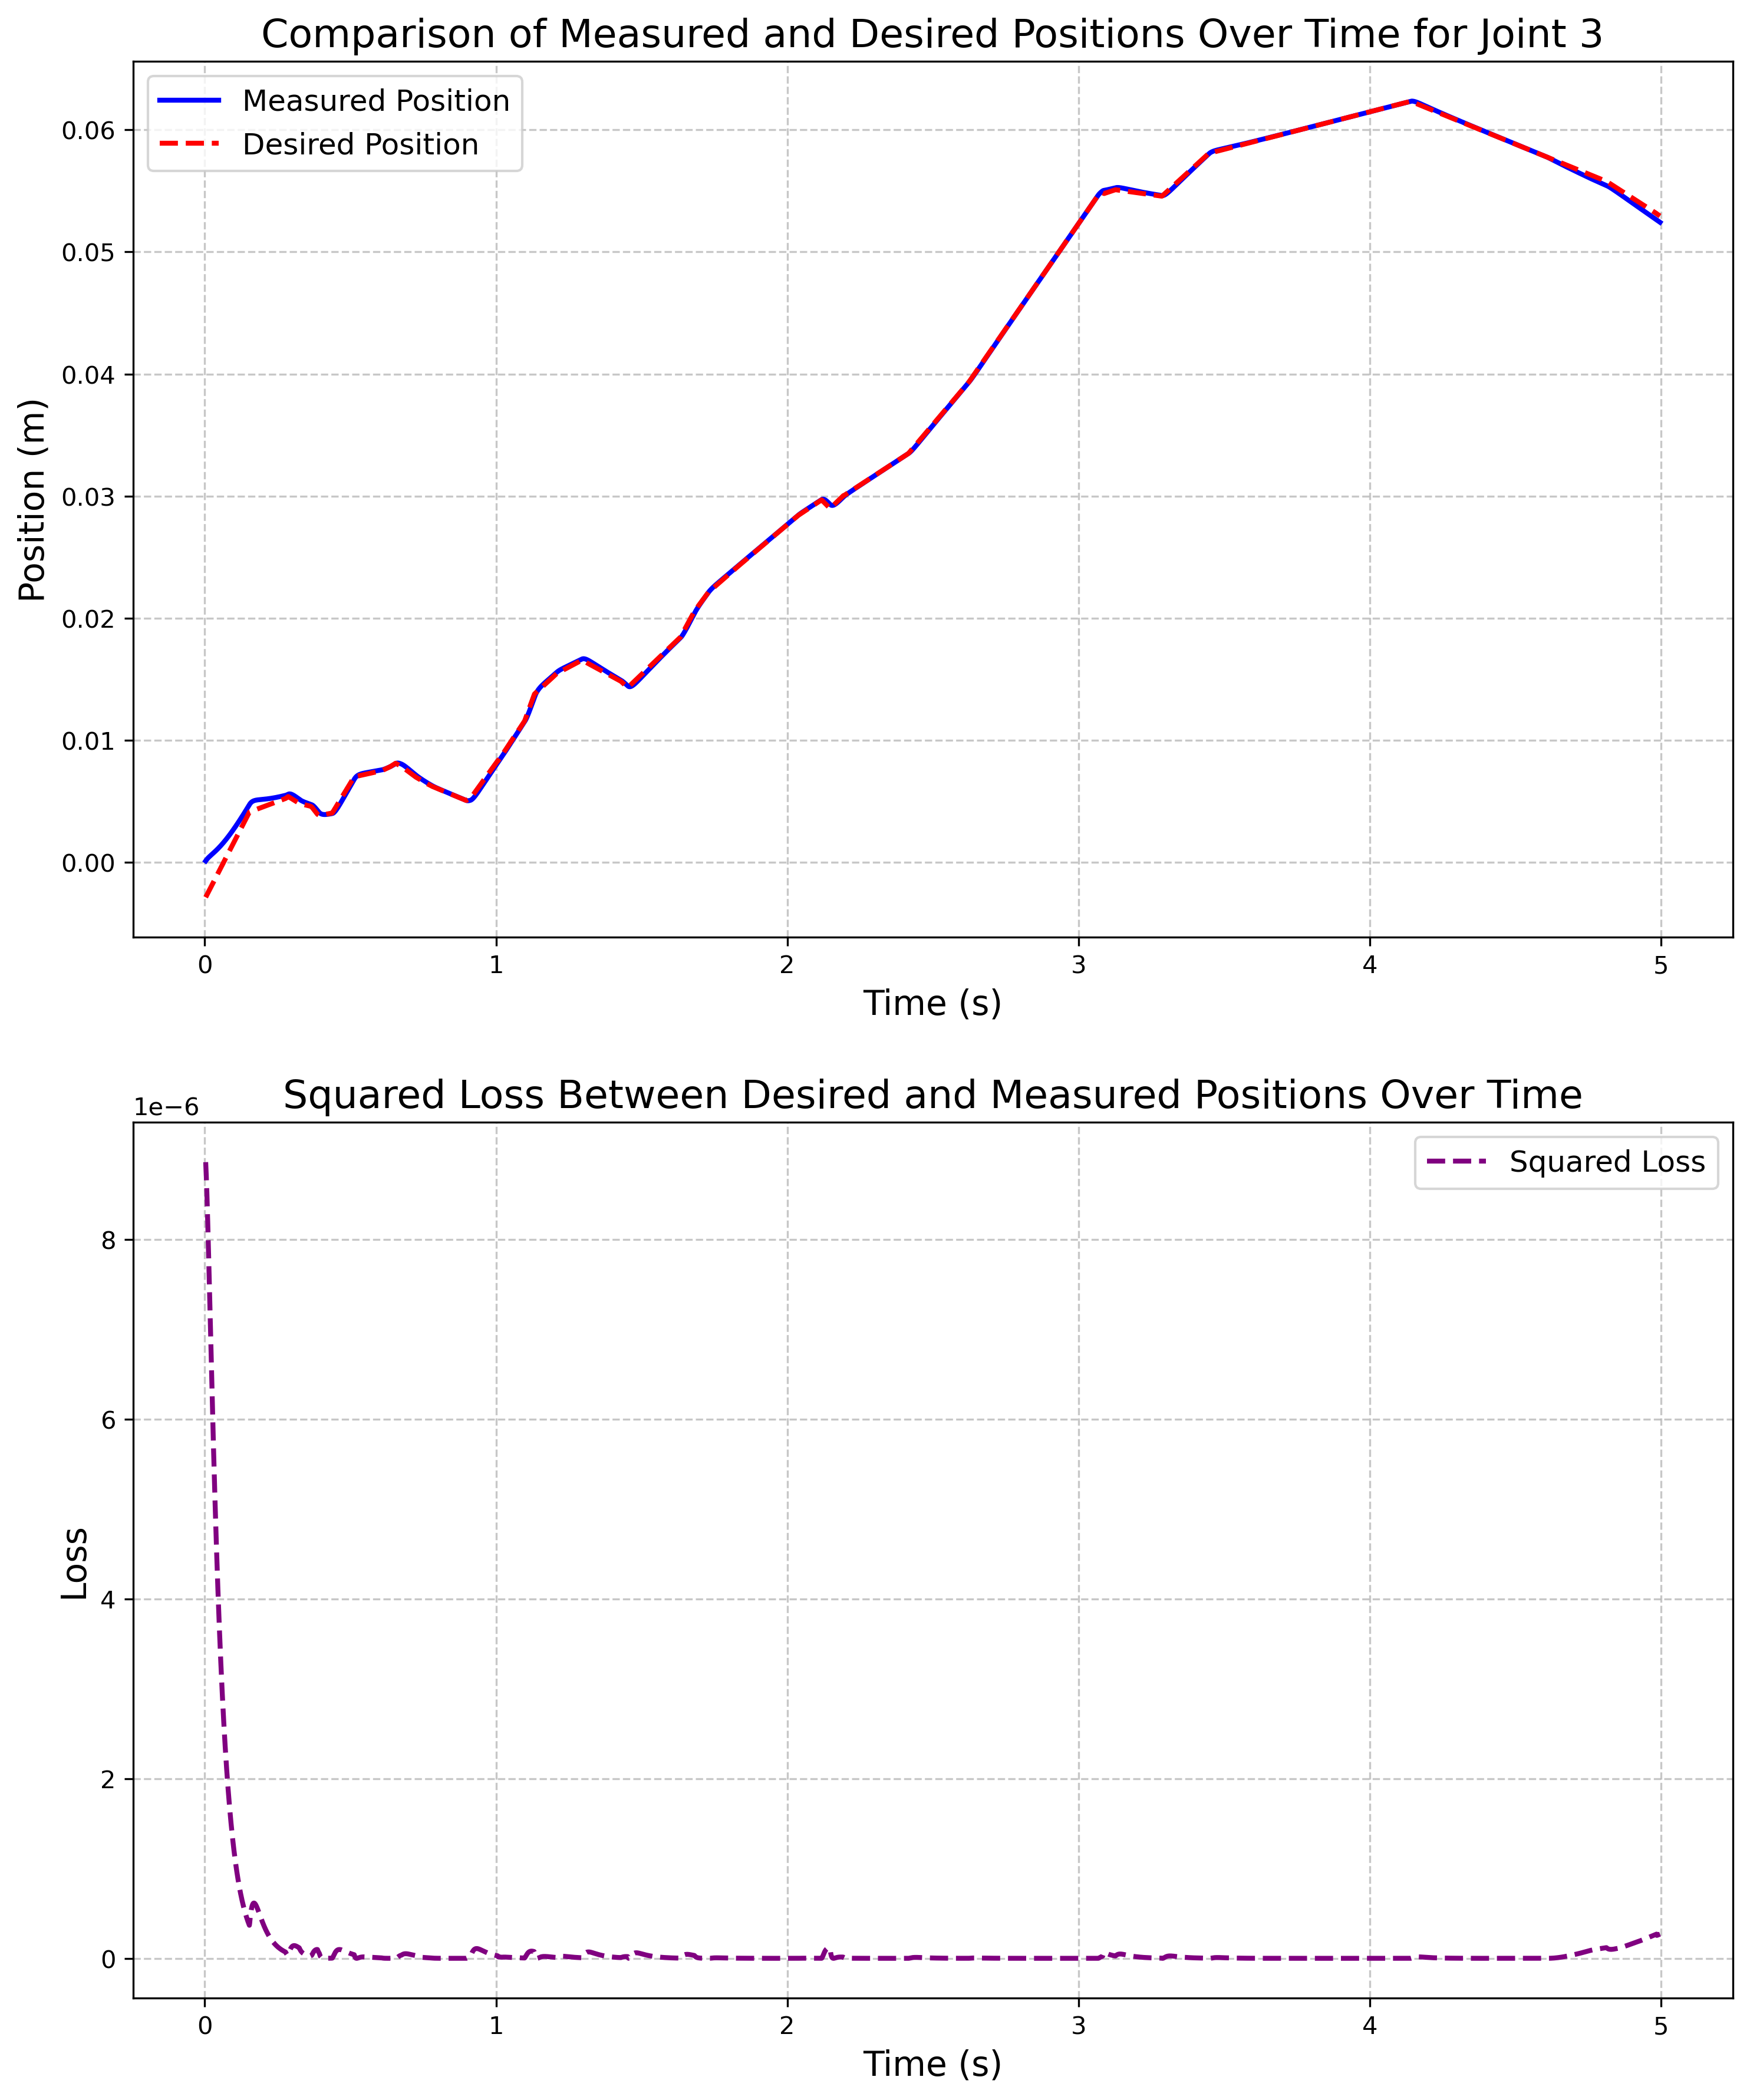 Comparison of Measured and Desired Positions Over Time for Joint 3
Measured Position
Desired Position
Position (m)
0.06
0.05
0.04
0.03
0.02
0.01
0.00
0 1 2 3 4 5
Time (s)
Squared Loss Between Desired and Measured Positions Over Time
1e−6
Squared Loss
Loss
8
6
4
2
0
0 1 2 3 4 5
Time (s)